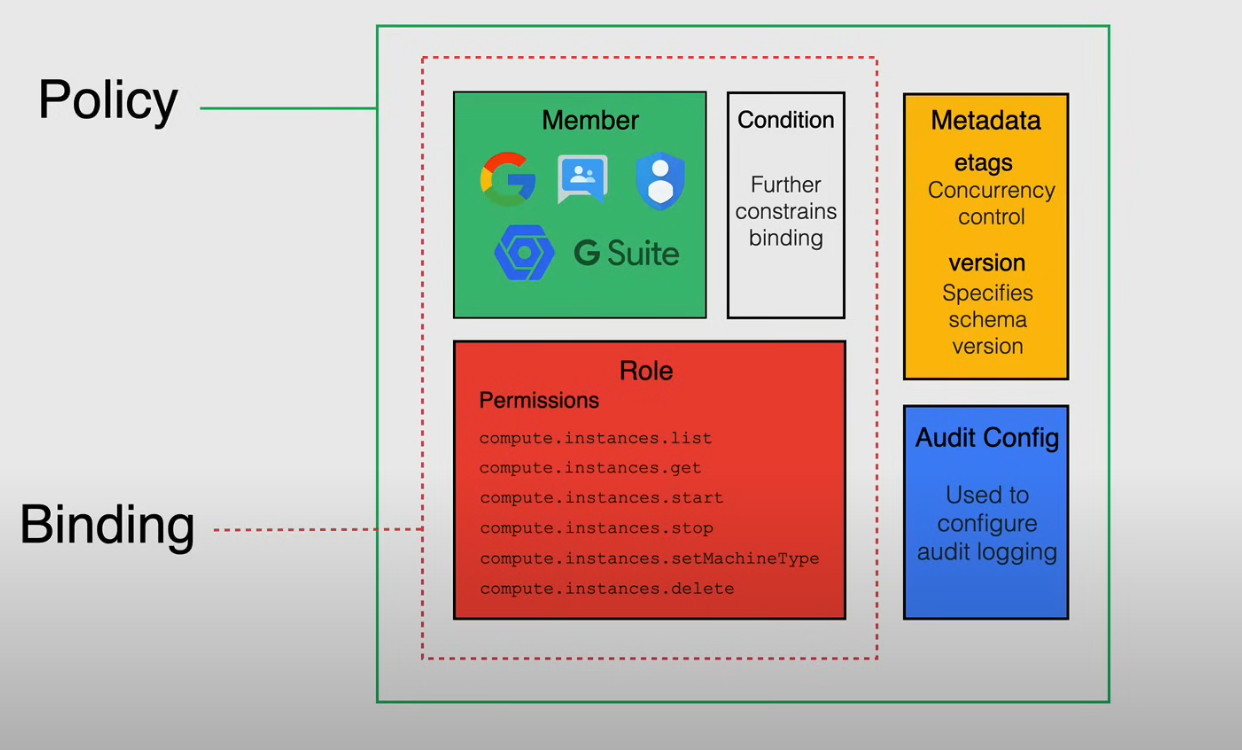 Policy
Member
G Suite
Condition
Further
constrains
binding
Metadata
etags
Concurrency
control
version
Specifies
schema
version
Role
Permissions
compute.instances.list
compute.instances.get
compute.instances.start
compute.instances.stop
compute.instances.setMachineType
compute.instances.delete
Audit Config
Used to
configure
audit logging
Binding